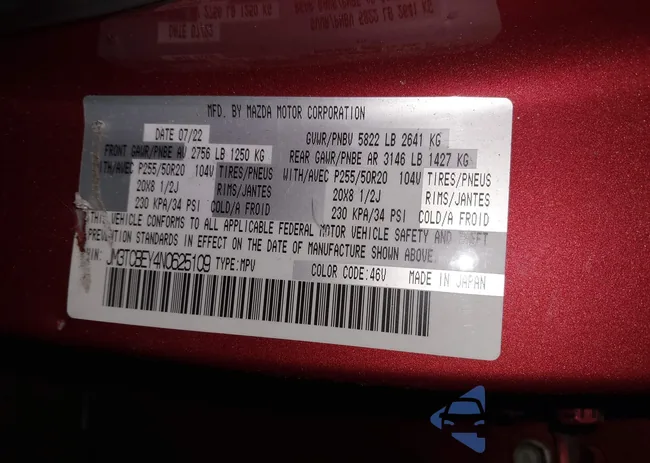 MFD. BY MAZDA MOTOR CORPORATION
DATE 07/22 GVWR/PNBV 5822 LB 2641 KG
FRONT GAWR/PNBE AV 2756 LB 1250 KG REAR GAWR/PNBE AR 3146 LB 1427 KG
WITH/AVEC P255/50R20 104V TIRES/PNEUS WITH/AVEC P255/50R20 104V TIRES/PNEUS
20X8 1/2J RIMS/JANTES 20X8 1/2J RIMS/JANTES
230 KPA/34 PSI COLD/A FROID 230 KPA/34 PSI COLD/A FROID
THIS VEHICLE CONFORMS TO ALL APPLICABLE FEDERAL MOTOR VEHICLE SAFETY AND THEFT
PREVENTION STANDARDS IN EFFECT ON THE DATE OF MANUFACTURE SHOWN ABOVE.
VIN: JM3TCBEY4N0625109 TYPE:MPV COLOR CODE:46V MADE IN JAPAN